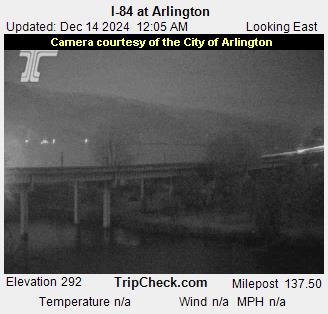 I-84 at Arlington
Updated: Dec 14 2024 12:05 AM Looking East
Camera courtesy of the City of Arlington
Elevation 292 TripCheck.com Milepost 137.50
Temperature n/a Wind n/a MPH n/a